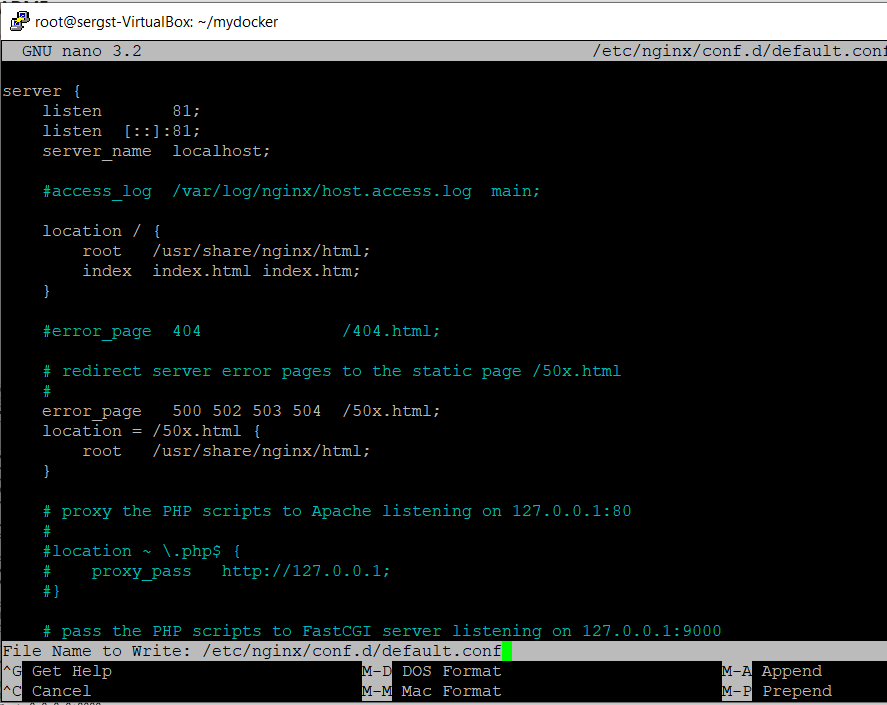 root@sergst-VirtualBox: ~/mydocker
GNU nano 3.2 /etc/nginx/conf.d/default.conf
server {
    listen       81;
    listen  [::]:81;
    server_name  localhost;
    #access_log  /var/log/nginx/host.access.log  main;
    location / {
        root   /usr/share/nginx/html;
        index  index.html index.htm;
    }
    #error_page  404              /404.html;
    # redirect server error pages to the static page /50x.html
    #
    error_page   500 502 503 504  /50x.html;
    location = /50x.html {
        root   /usr/share/nginx/html;
    }
    # proxy the PHP scripts to Apache listening on 127.0.0.1:80
    #
    #location ~ \.php$ {
    #    proxy_pass   http://127.0.0.1;
    #}
    # pass the PHP scripts to FastCGI server listening on 127.0.0.1:9000
File Name to Write: /etc/nginx/conf.d/default.conf
^G Get Help M-D DOS Format M-A Append
^C Cancel M-M Mac Format M-P Prepend